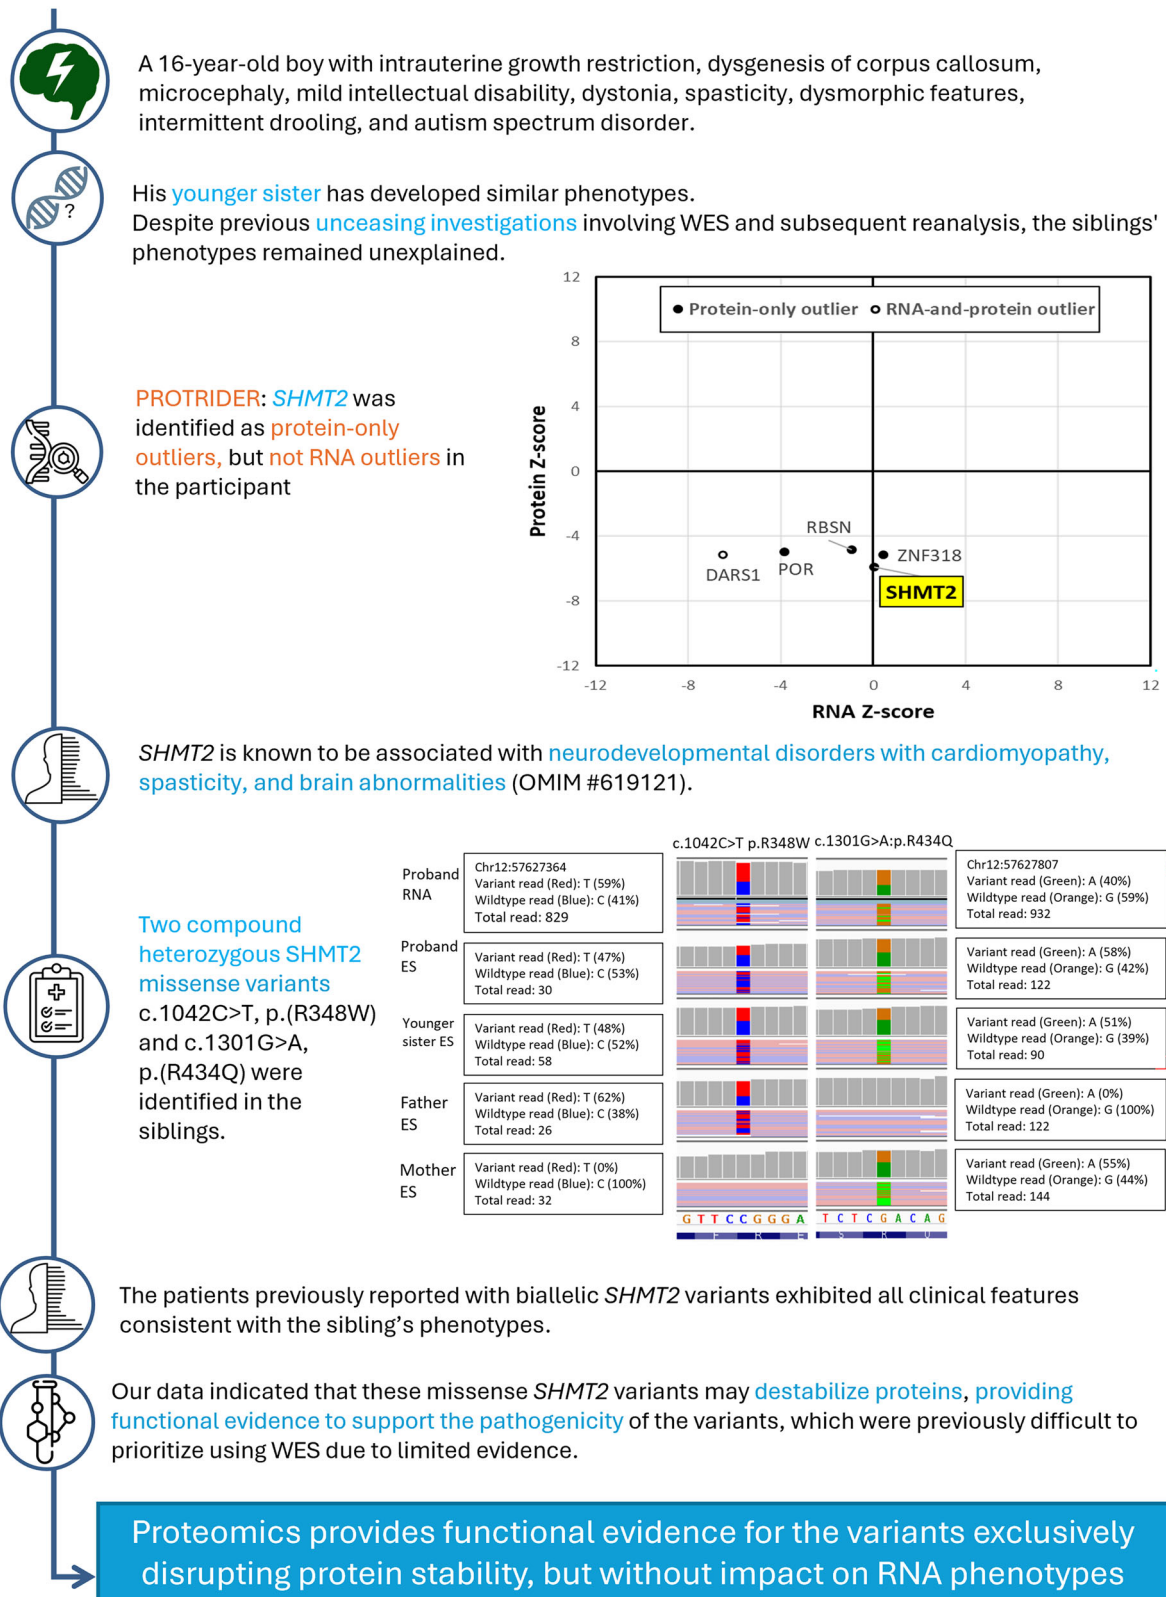 A 16-year-old boy with intrauterine growth restriction, dysgenesis of corpus callosum,
microcephaly, mild intellectual disability, dystonia, spasticity, dysmorphic features,
intermittent drooling, and autism spectrum disorder.
?
His younger sister has developed similar phenotypes.
Despite previous unceasing investigations involving WES and subsequent reanalysis, the siblings'
phenotypes remained unexplained.
PROTRIDER: SHMT2 was
identified as protein-only
outliers, but not RNA outliers in
the participant
Protein Z-score
12
8
4
0
-4
-8
-12
Protein-only outlier
RNA-and-protein outlier
RBSN
ZNF318
DARS1
POR
SHMT2
-12
-8
-4
0
4
8
12
RNA Z-score
SHMT2 is known to be associated with neurodevelopmental disorders with cardiomyopathy,
spasticity, and brain abnormalities (OMIM #619121).
Two compound
heterozygous SHMT2
missense variants
c.1042C>T, p.(R348W)
and c.1301G>A,
p.(R434Q) were
identified in the
siblings.
c.1042C>T p.R348W
c.1301G>A:p.R434Q
Proband
RNA
Chr12:57627364
Variant read (Red): T (59%)
Wildtype read (Blue): C (41%)
Total read: 829
Chr12:57627807
Variant read (Green): A (40%)
Wildtype read (Orange): G (59%)
Total read: 932
Proband
ES
Variant read (Red): T (47%)
Wildtype read (Blue): C (53%)
Total read: 30
Variant read (Green): A (58%)
Wildtype read (Orange): G (42%)
Total read: 122
Younger
sister ES
Variant read (Red): T (48%)
Wildtype read (Blue): C (52%)
Total read: 58
Variant read (Green): A (51%)
Wildtype read (Orange): G (39%)
Total read: 90
Father
ES
Variant read (Red): T (62%)
Wildtype read (Blue): C (38%)
Total read: 26
Variant read (Green): A (0%)
Wildtype read (Orange): G (100%)
Total read: 122
Mother
ES
Variant read (Red): T (0%)
Wildtype read (Blue): C (100%)
Total read: 32
Variant read (Green): A (55%)
Wildtype read (Orange): G (44%)
Total read: 144
G T T C C G G G A
T C T C G A C A G
F R E
S R
The patients previously reported with biallelic SHMT2 variants exhibited all clinical features
consistent with the sibling’s phenotypes.
Our data indicated that these missense SHMT2 variants may destabilize proteins, providing
functional evidence to support the pathogenicity of the variants, which were previously difficult to
prioritize using WES due to limited evidence.
Proteomics provides functional evidence for the variants exclusively
disrupting protein stability, but without impact on RNA phenotypes